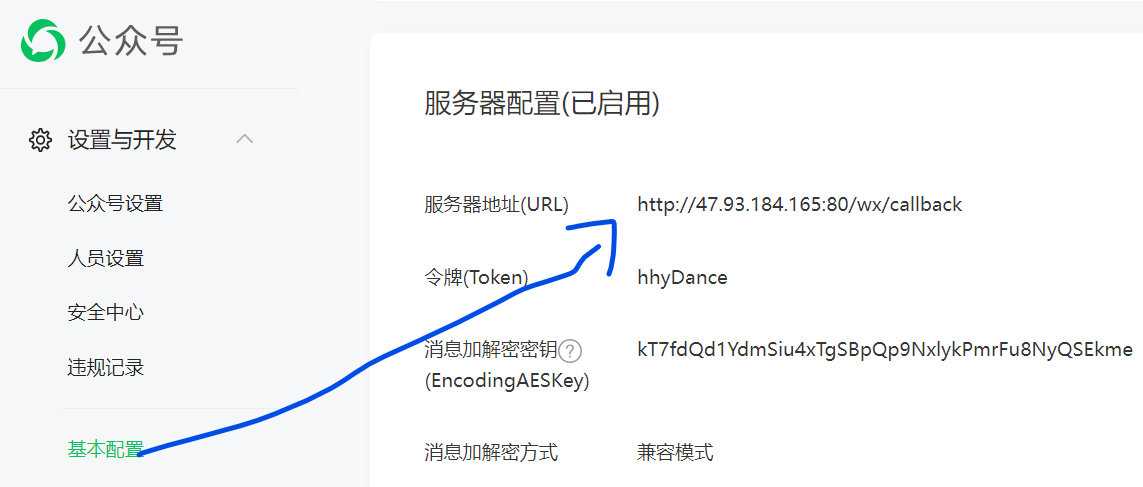 公众号
设置与开发
公众号设置
人员设置
安全中心
违规记录
基本配置
服务器配置(已启用)
服务器地址(URL) http://47.93.184.165:80/wx/callback
令牌(Token) hhyDance
消息加解密密钥 ? kT7fdQd1YdmSiu4xTgSBpQp9NxlykPmrFu8NyQSEkme
(EncodingAESKey)
消息加解密方式 兼容模式